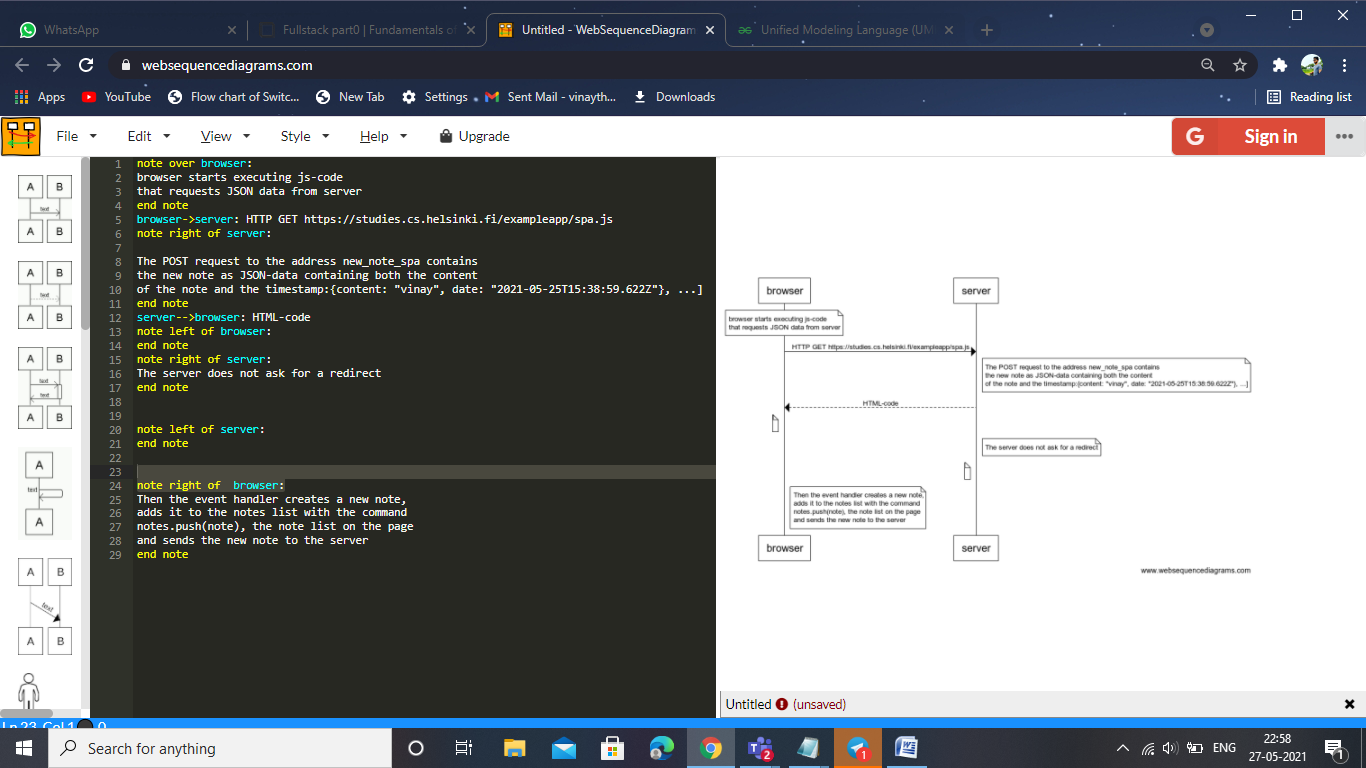 WhatsApp
Fullstack part0 | Fundamentals of
Untitled - WebSequenceDiagram
Unified Modeling Language (UM
websequencediagrams.com
Apps
YouTube
Flow chart of Switc...
New Tab
Settings
Sent Mail - vinayth...
Downloads
Reading list
File
Edit
View
Style
Help
Upgrade
G Sign in
A B
text
A B
A B
text
A B
A B
text
text
A B
A
text
A
A B
text
A B
1 note over browser:
2 browser starts executing js-code
3 that requests JSON data from server
4 end note
5 browser->server: HTTP GET https://studies.cs.helsinki.fi/exampleapp/spa.js
6 note right of server:
7
8 The POST request to the address new_note_spa contains
9 the new note as JSON-data containing both the content
10 of the note and the timestamp:{content: "vinay", date: "2021-05-25T15:38:59.622Z"}, ...]
11 end note
12 server-->browser: HTML-code
13 note left of browser:
14 end note
15 note right of server:
16 The server does not ask for a redirect
17 end note
18
19
20 note left of server:
21 end note
22
23
24 note right of  browser:
25 Then the event handler creates a new note,
26 adds it to the notes list with the command
27 notes.push(note), the note list on the page
28 and sends the new note to the server
29 end note
browser
server
browser starts executing js-code
that requests JSON data from server
HTTP GET https://studies.cs.helsinki.fi/exampleapp/spa.js
The POST request to the address new_note_spa contains
the new note as JSON-data containing both the content
of the note and the timestamp:{content: "vinay", date: "2021-05-25T15:38:59.622Z"}, ...]
HTML-code
The server does not ask for a redirect
Then the event handler creates a new note,
adds it to the notes list with the command
notes.push(note), the note list on the page
and sends the new note to the server
browser
server
www.websequencediagrams.com
Untitled (unsaved)
Ln 23, Col 1 0
Search for anything
2
1
ENG
22:58
27-05-2021
1